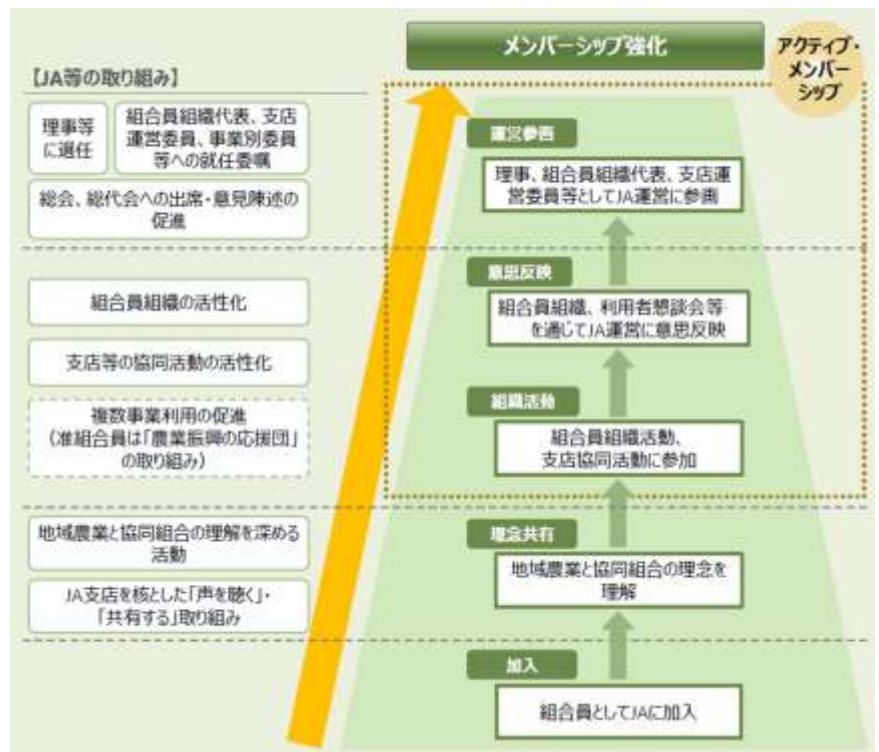 メンバーシップ強化
アクティブ・
メンバー
シップ
【JA等の取り組み】
理事等
に選任
組合員組織代表、支店
運営委員、事業別委員
等への就任委嘱
総会、総代会への出席・意見陳述の
促進
組合員組織の活性化
支店等の協同活動の活性化
複数事業利用の促進
（准組合員は「農業振興の応援団」
の取り組み）
地域農業と協同組合の理解を深める
活動
JA支店を核とした「声を聴く」・
「共有する」取り組み
運営参画
理事、組合員組織代表、支店運
営委員等としてJA運営に参画
意思反映
組合員組織、利用者懇談会等
を通じてJA運営に意思反映
組織活動
組合員組織活動、
支店協同活動に参加
理念共有
地域農業と協同組合の理念を
理解
加入
組合員としてJAに加入